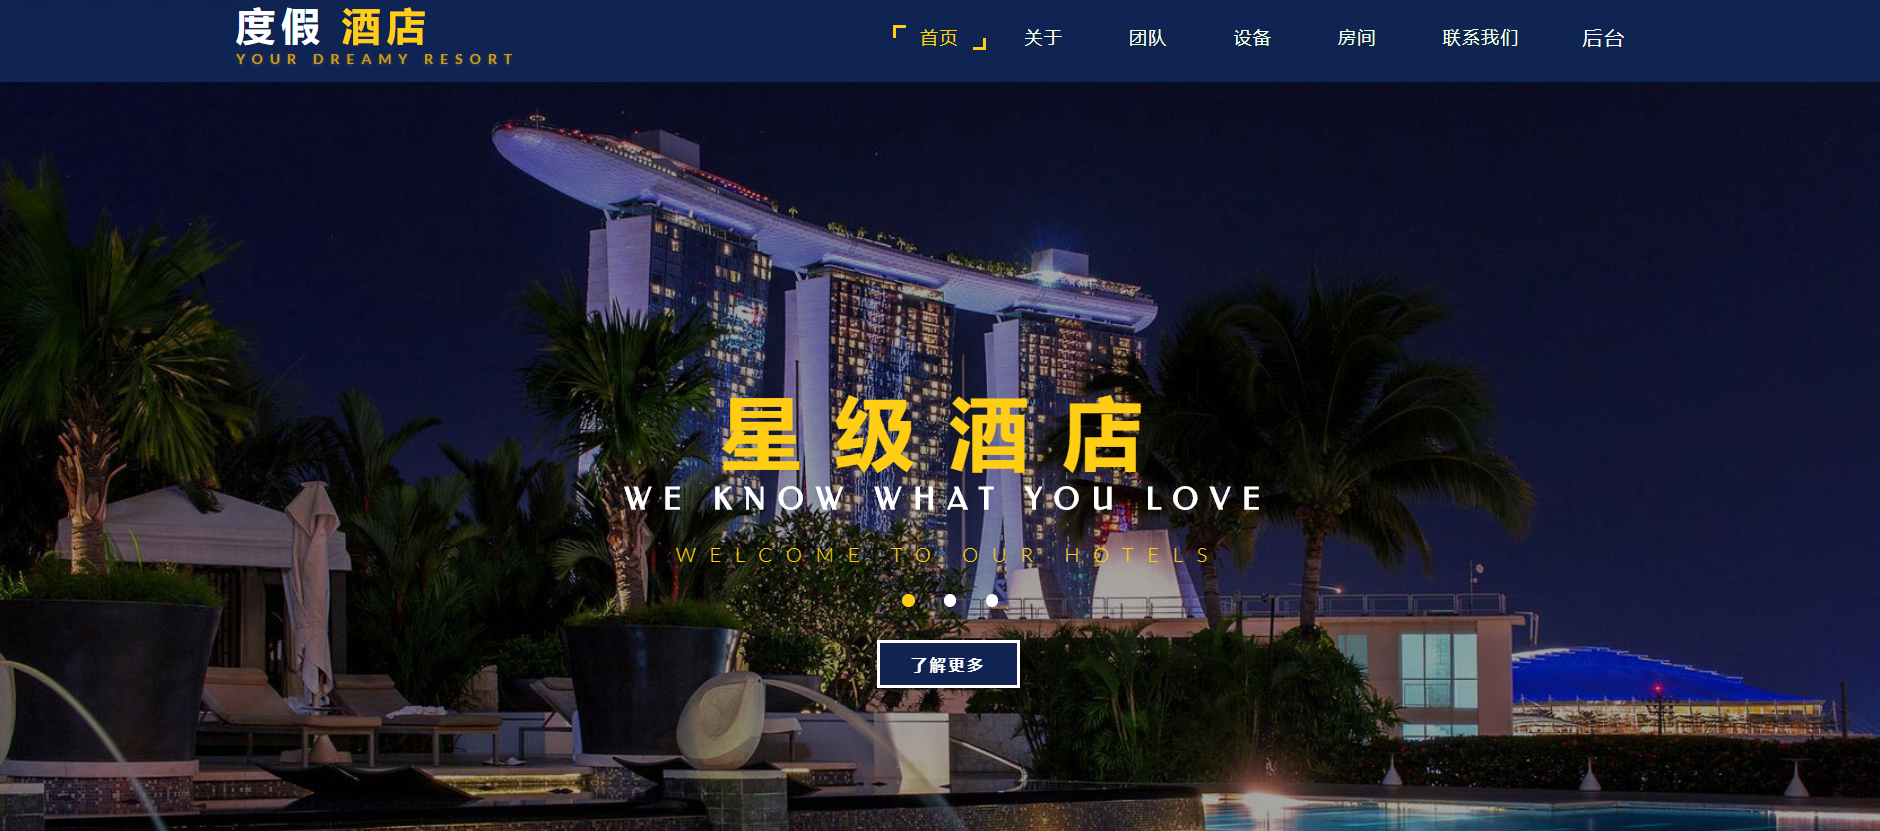 度假 酒店
YOUR DREAMY RESORT
首页 关于 团队 设备 房间 联系我们 后台
星级酒店
WE KNOW WHAT YOU LOVE
WELCOME TO OUR HOTELS
了解更多